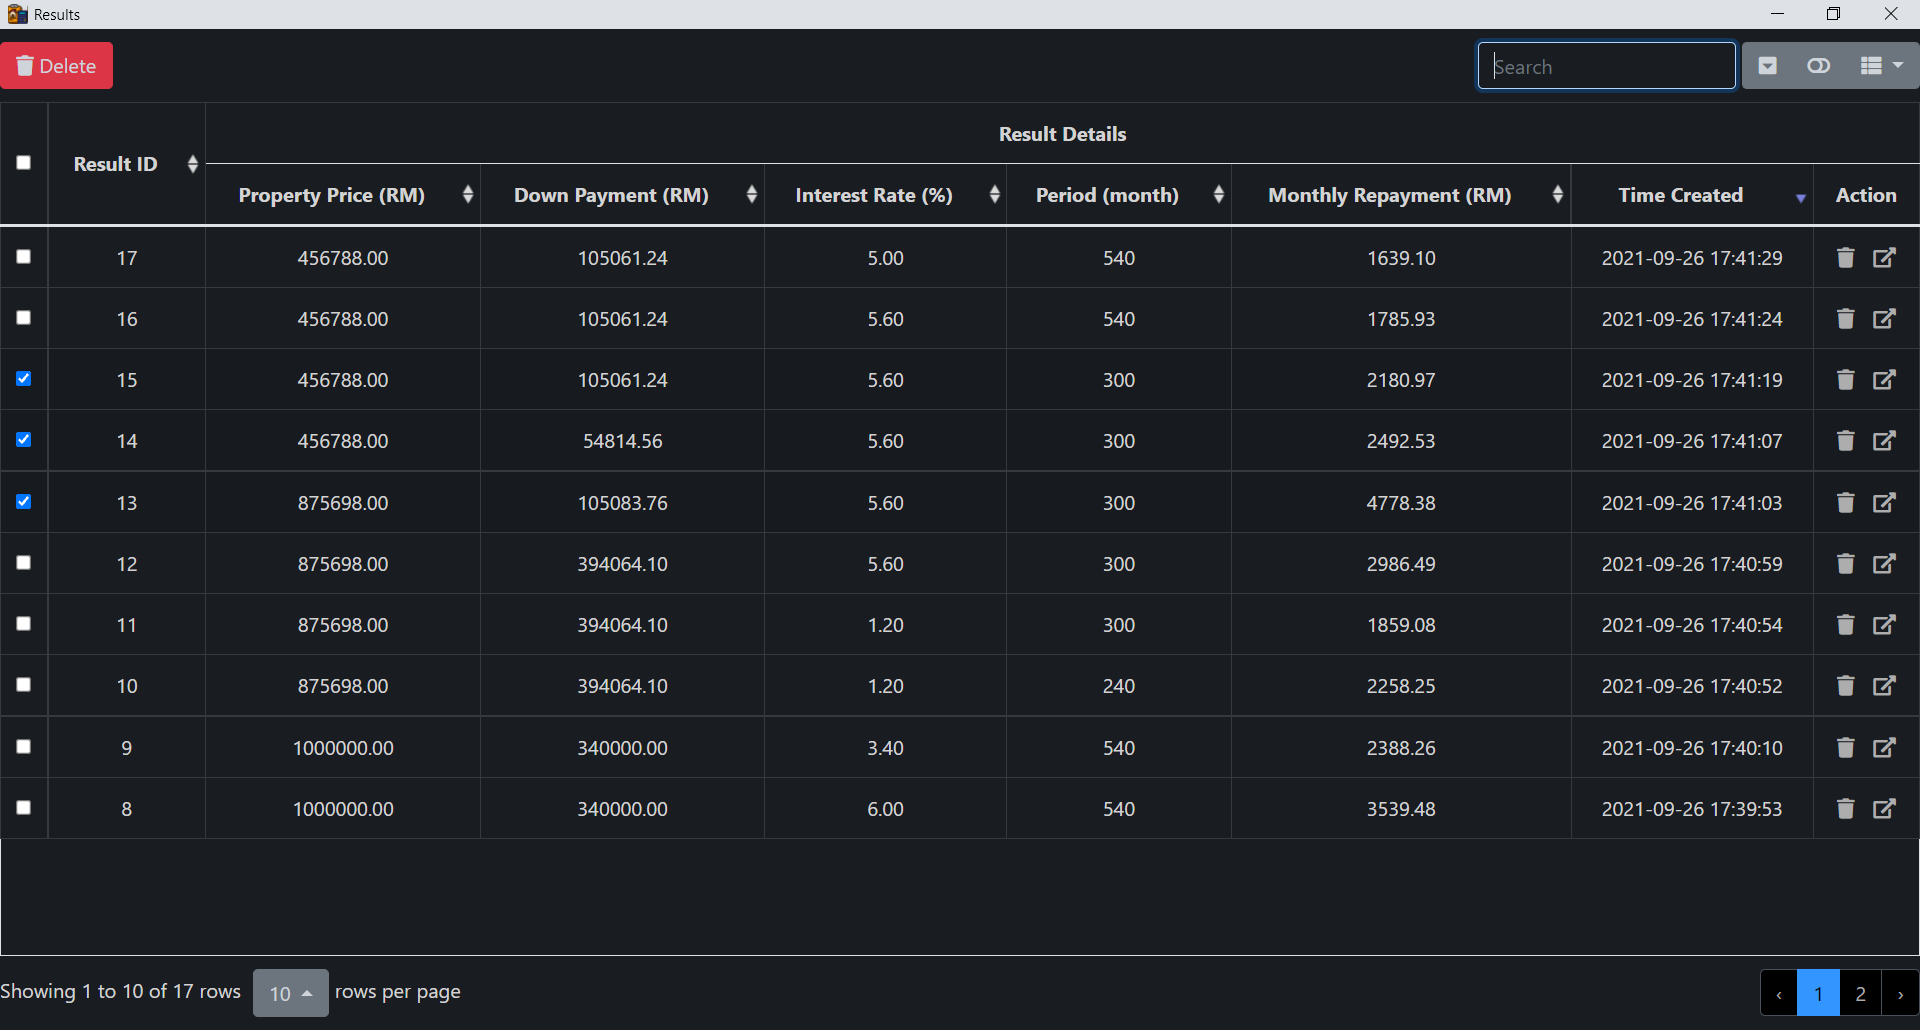 Results
Delete
Search
Result Details
Result ID
Property Price (RM) Down Payment (RM) Interest Rate (%) Period (month) Monthly Repayment (RM) Time Created Action
17 456788.00 105061.24 5.00 540 1639.10 2021-09-26 17:41:29
16 456788.00 105061.24 5.60 540 1785.93 2021-09-26 17:41:24
15 456788.00 105061.24 5.60 300 2180.97 2021-09-26 17:41:19
14 456788.00 54814.56 5.60 300 2492.53 2021-09-26 17:41:07
13 875698.00 105083.76 5.60 300 4778.38 2021-09-26 17:41:03
12 875698.00 394064.10 5.60 300 2986.49 2021-09-26 17:40:59
11 875698.00 394064.10 1.20 300 1859.08 2021-09-26 17:40:54
10 875698.00 394064.10 1.20 240 2258.25 2021-09-26 17:40:52
9 1000000.00 340000.00 3.40 540 2388.26 2021-09-26 17:40:10
8 1000000.00 340000.00 6.00 540 3539.48 2021-09-26 17:39:53
Showing 1 to 10 of 17 rows 10 rows per page
‹ 1 2 ›